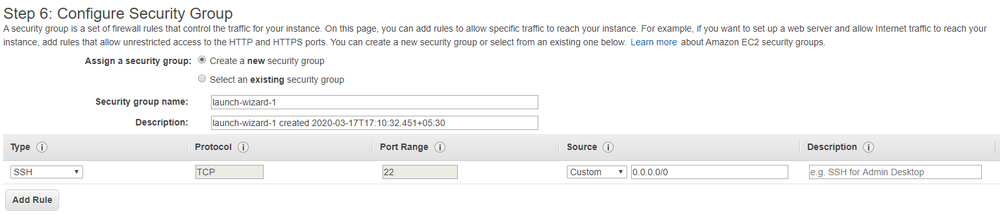 Step 6: Configure Security Group
A security group is a set of firewall rules that control the traffic for your instance. On this page, you can add rules to allow specific traffic to reach your instance. For example, if you want to set up a web server and allow Internet traffic to reach your
instance, add rules that allow unrestricted access to the HTTP and HTTPS ports. You can create a new security group or select from an existing one below. Learn more about Amazon EC2 security groups.
Assign a security group: Create a new security group
Select an existing security group
Security group name: launch-wizard-1
Description: launch-wizard-1 created 2020-03-17T17:10:32.451+05:30
Type i Protocol i Port Range i Source i Description i
SSH TCP 22 Custom 0.0.0.0/0 e.g. SSH for Admin Desktop
Add Rule